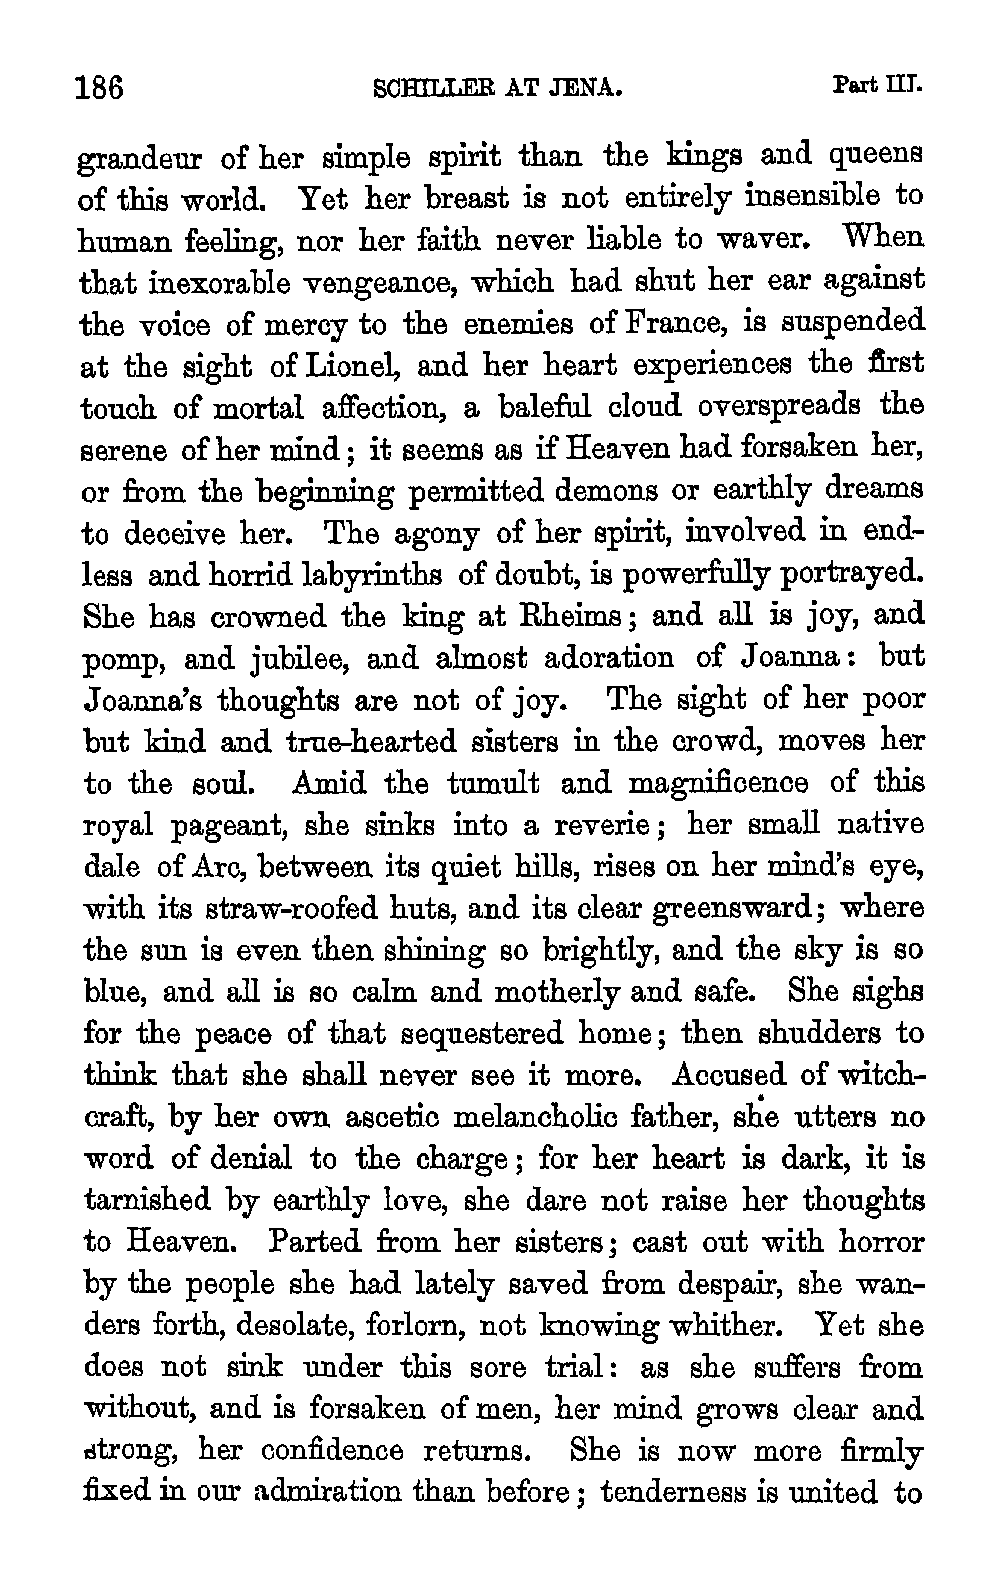 186 SCHILLER AT JENA. Part III.
grandeur of her simple spirit than the kings and queens
of this world. Yet her breast is not entirely insensible to
human feeling, nor her faith never liable to waver. When
that inexorable vengeance, which had shut her ear against
the voice of mercy to the enemies of France, is suspended
at the sight of Lionel, and her heart experiences the first
touch of mortal affection, a baleful cloud overspreads the
serene of her mind; it seems as if Heaven had forsaken her,
or from the beginning permitted demons or earthly dreams
to deceive her. The agony of her spirit, involved in end-
less and horrid labyrinths of doubt, is powerfully portrayed.
She has crowned the king at Rheims; and all is joy, and
pomp, and jubilee, and almost adoration of Joanna: but
Joanna's thoughts are not of joy. The sight of her poor
but kind and true-hearted sisters in the crowd, moves her
to the soul. Amid the tumult and magnificence of this
royal pageant, she sinks into a reverie; her small native
dale of Arc, between its quiet hills, rises on her mind's eye,
with its straw-roofed huts, and its clear greensward; where
the sun is even then shining so brightly, and the sky is so
blue, and all is so calm and motherly and safe. She sighs
for the peace of that sequestered home; then shudders to
think that she shall never see it more. Accused of witch-
craft, by her own ascetic melancholic father, she utters no
word of denial to the charge; for her heart is dark, it is
tarnished by earthly love, she dare not raise her thoughts
to Heaven. Parted from her sisters; cast out with horror
by the people she had lately saved from despair, she wan-
ders forth, desolate, forlorn, not knowing whither. Yet she
does not sink under this sore trial: as she suffers from
without, and is forsaken of men, her mind grows clear and
strong, her confidence returns. She is now more firmly
fixed in our admiration than before; tenderness is united to